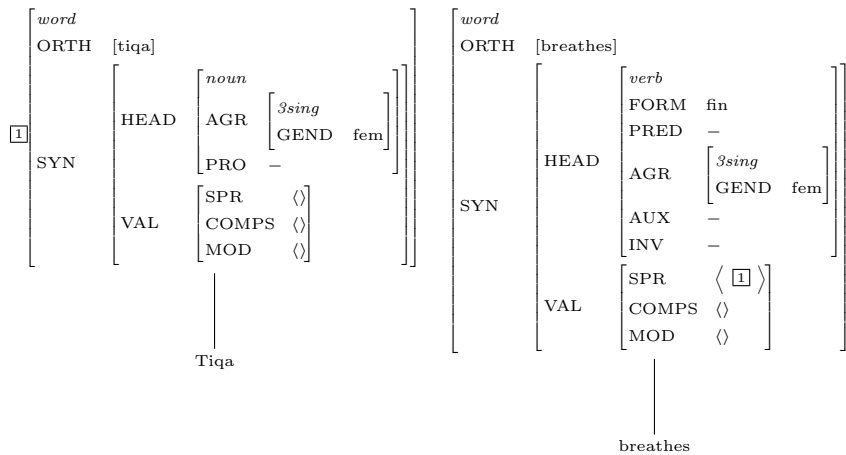 word
ORTH [tiqa]
noun
HEAD AGR 3sing
GEND fem
1
PRO −
SYN
SPR ⟨⟩
VAL COMPS ⟨⟩
MOD ⟨⟩
Tiqa
word
ORTH [breathes]
verb
FORM fin
PRED −
HEAD
3sing
AGR
GEND fem
SYN
AUX −
INV −
SPR ⟨ 1 ⟩
VAL COMPS ⟨⟩
MOD ⟨⟩
breathes